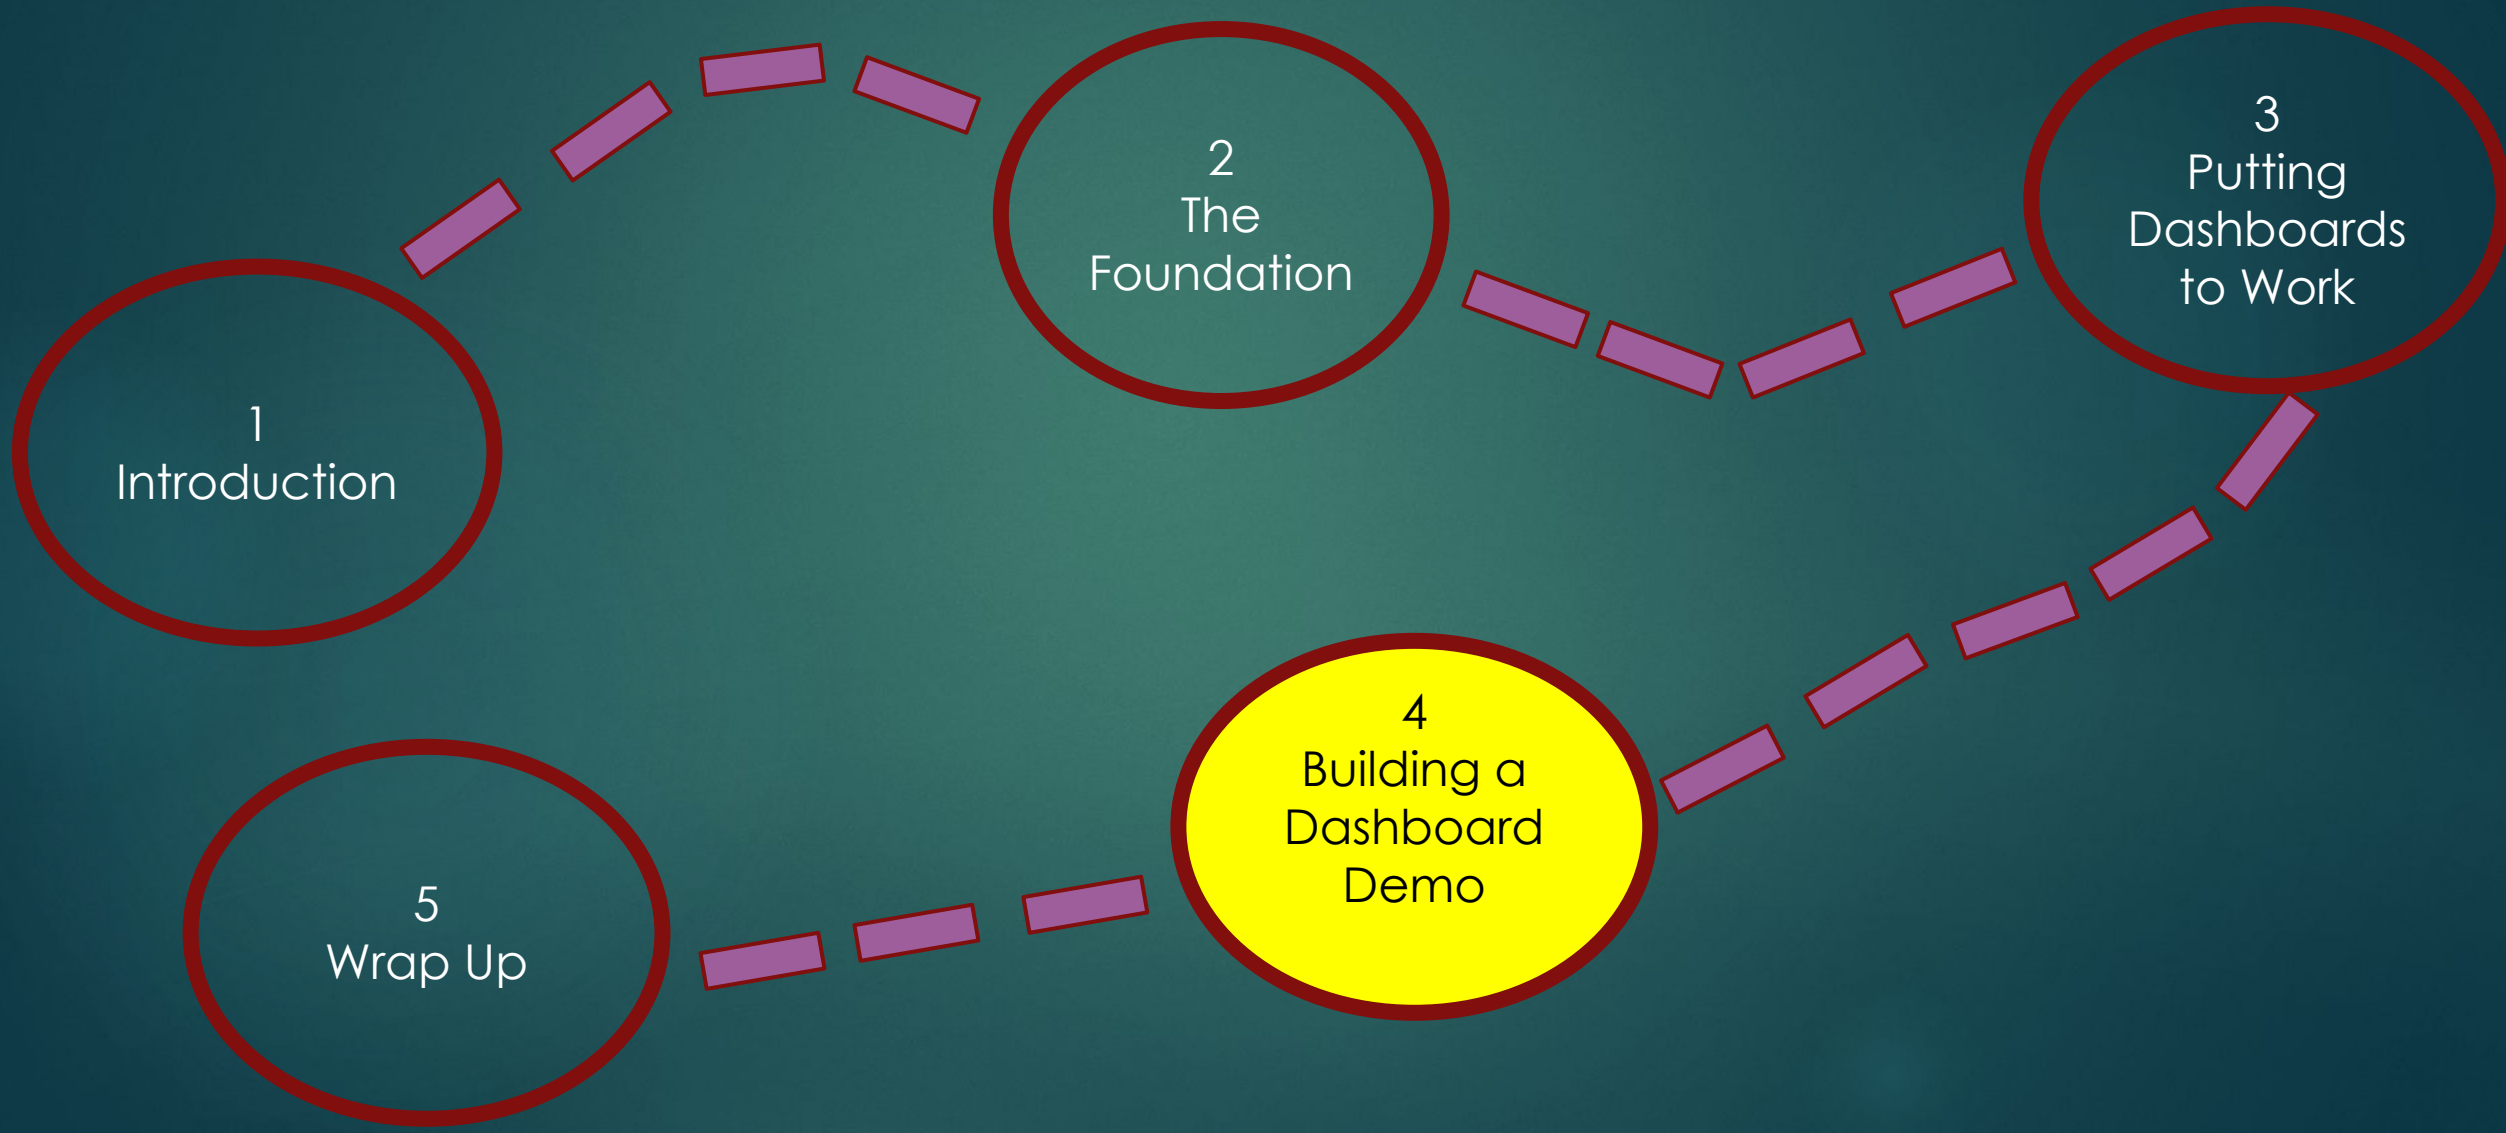 1
Introduction
2
The
Foundation
3
Putting
Dashboards
to Work
4
Building a
Dashboard
Demo
5
Wrap Up